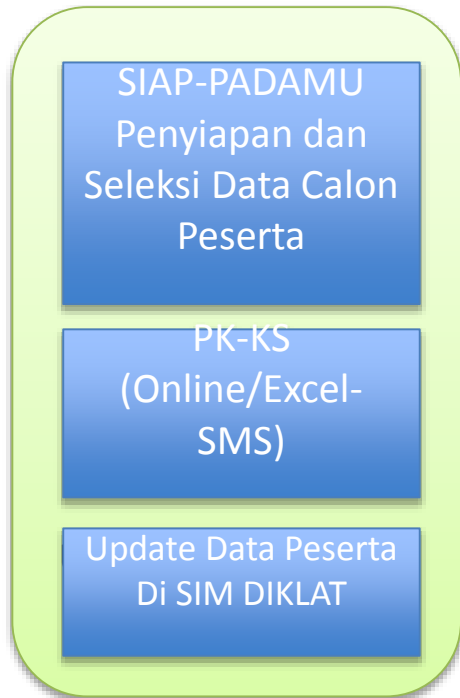 SIAP-PADAMU
Penyiapan dan
Seleksi Data Calon
Peserta
PK-KS
(Online/Excel-
SMS)
Update Data Peserta
Di SIM DIKLAT